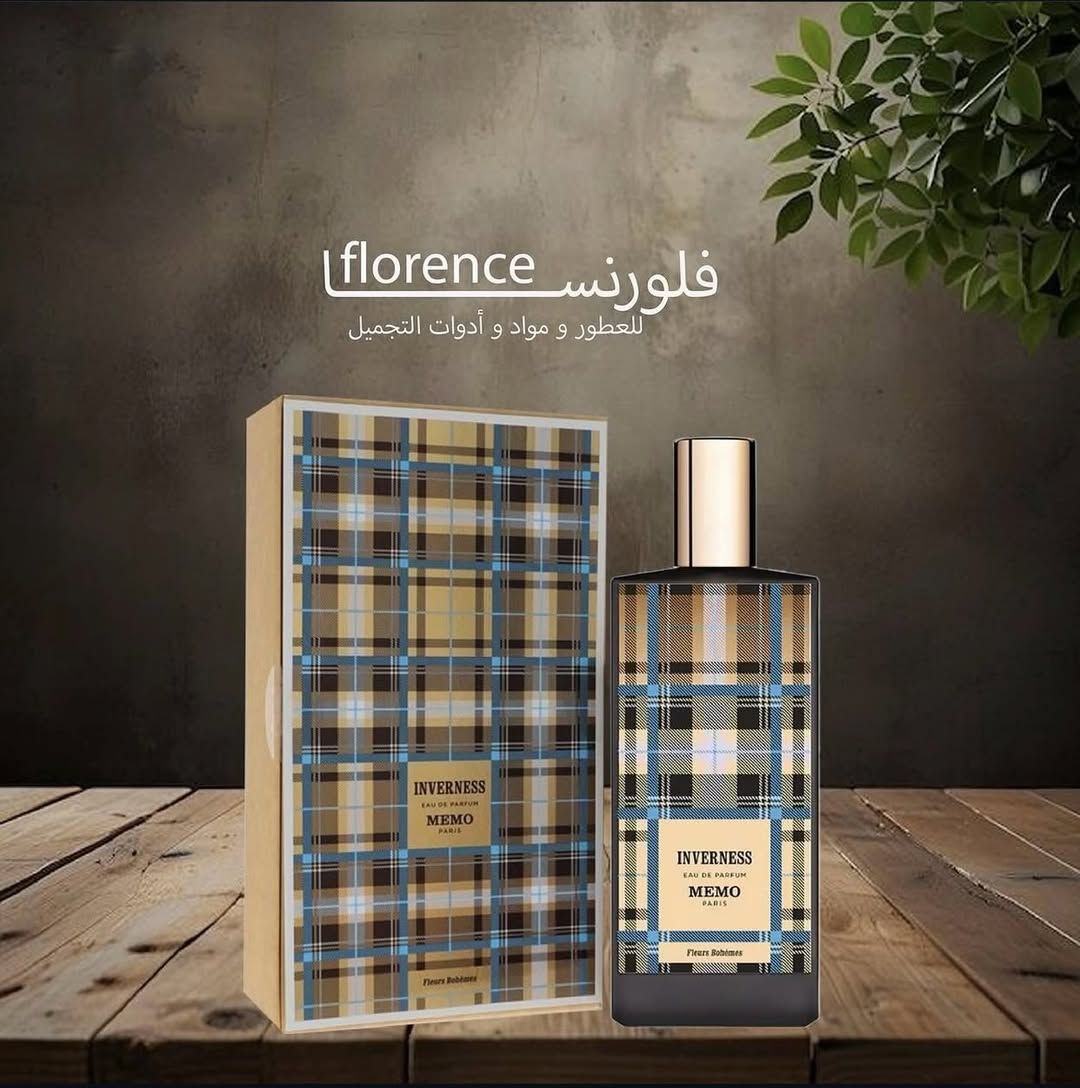 فلورنسا florence
للعطور و مواد و أدوات التجميل
INVERNESS
EAU DE PARFUM
MEMO
PARIS
Fleurs Bohèmes
INVERNESS
EAU DE PARFUM
MEMO
PARIS
Fleurs Bohèmes